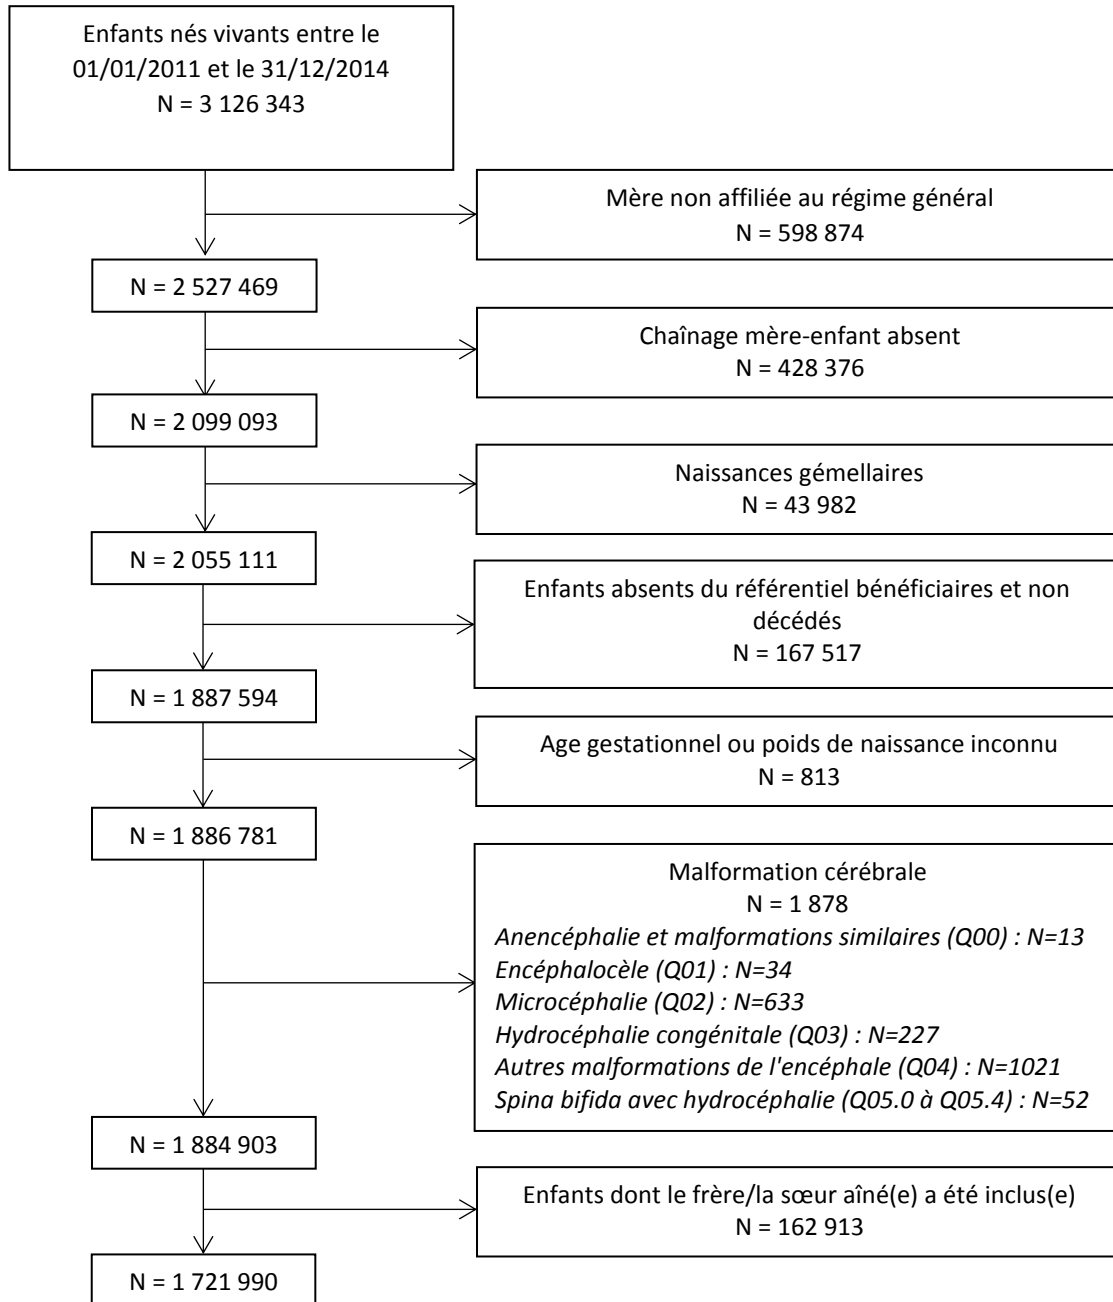 Enfants nés vivants entre le
01/01/2011 et le 31/12/2014
N = 3 126 343
Mère non affiliée au régime général
N = 598 874
N = 2 527 469
Chaînage mère-enfant absent
N = 428 376
N = 2 099 093
Naissances gémellaires
N = 43 982
N = 2 055 111
Enfants absents du référentiel bénéficiaires et non
décédés
N = 167 517
N = 1 887 594
Age gestationnel ou poids de naissance inconnu
N = 813
N = 1 886 781
Malformation cérébrale
N = 1 878
Anencéphalie et malformations similaires (Q00) : N=13
Encéphalocèle (Q01) : N=34
Microcéphalie (Q02) : N=633
Hydrocéphalie congénitale (Q03) : N=227
Autres malformations de l'encéphale (Q04) : N=1021
Spina bifida avec hydrocéphalie (Q05.0 à Q05.4) : N=52
N = 1 884 903
Enfants dont le frère/la sœur aîné(e) a été inclus(e)
N = 162 913
N = 1 721 990